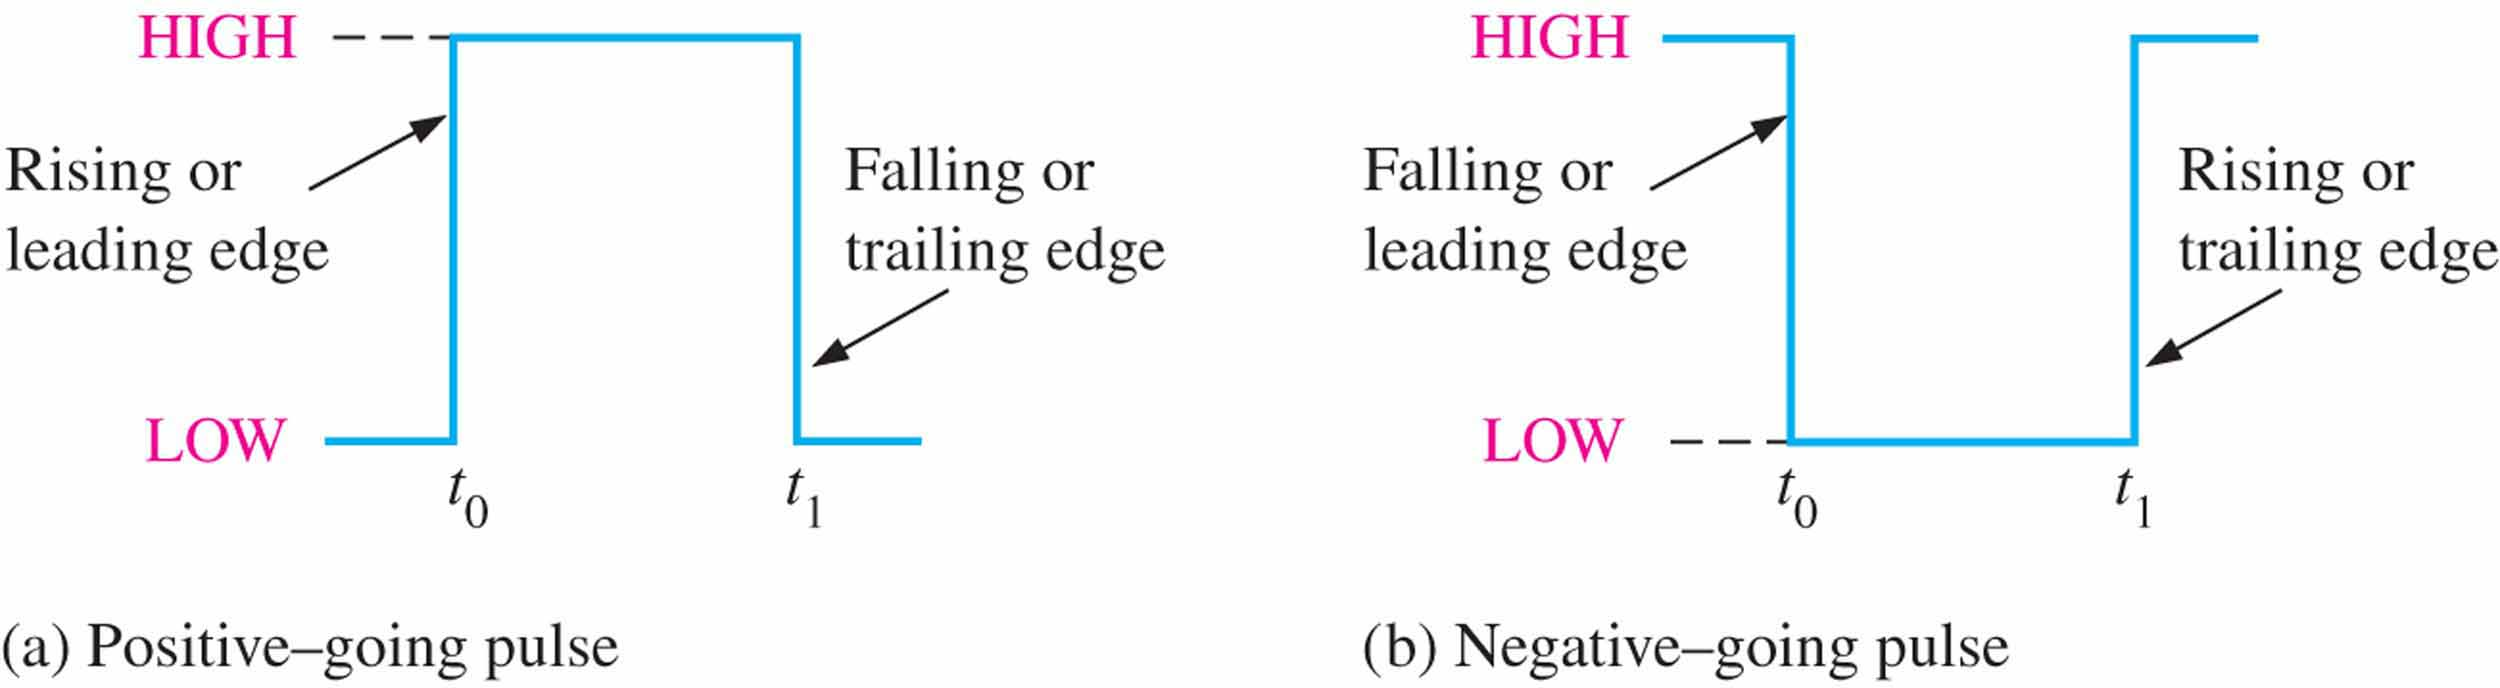 HIGH
Rising or
leading edge
Falling or
trailing edge
LOW
t0
t1
(a) Positive–going pulse
HIGH
Falling or
leading edge
Rising or
trailing edge
LOW
t0
t1
(b) Negative–going pulse